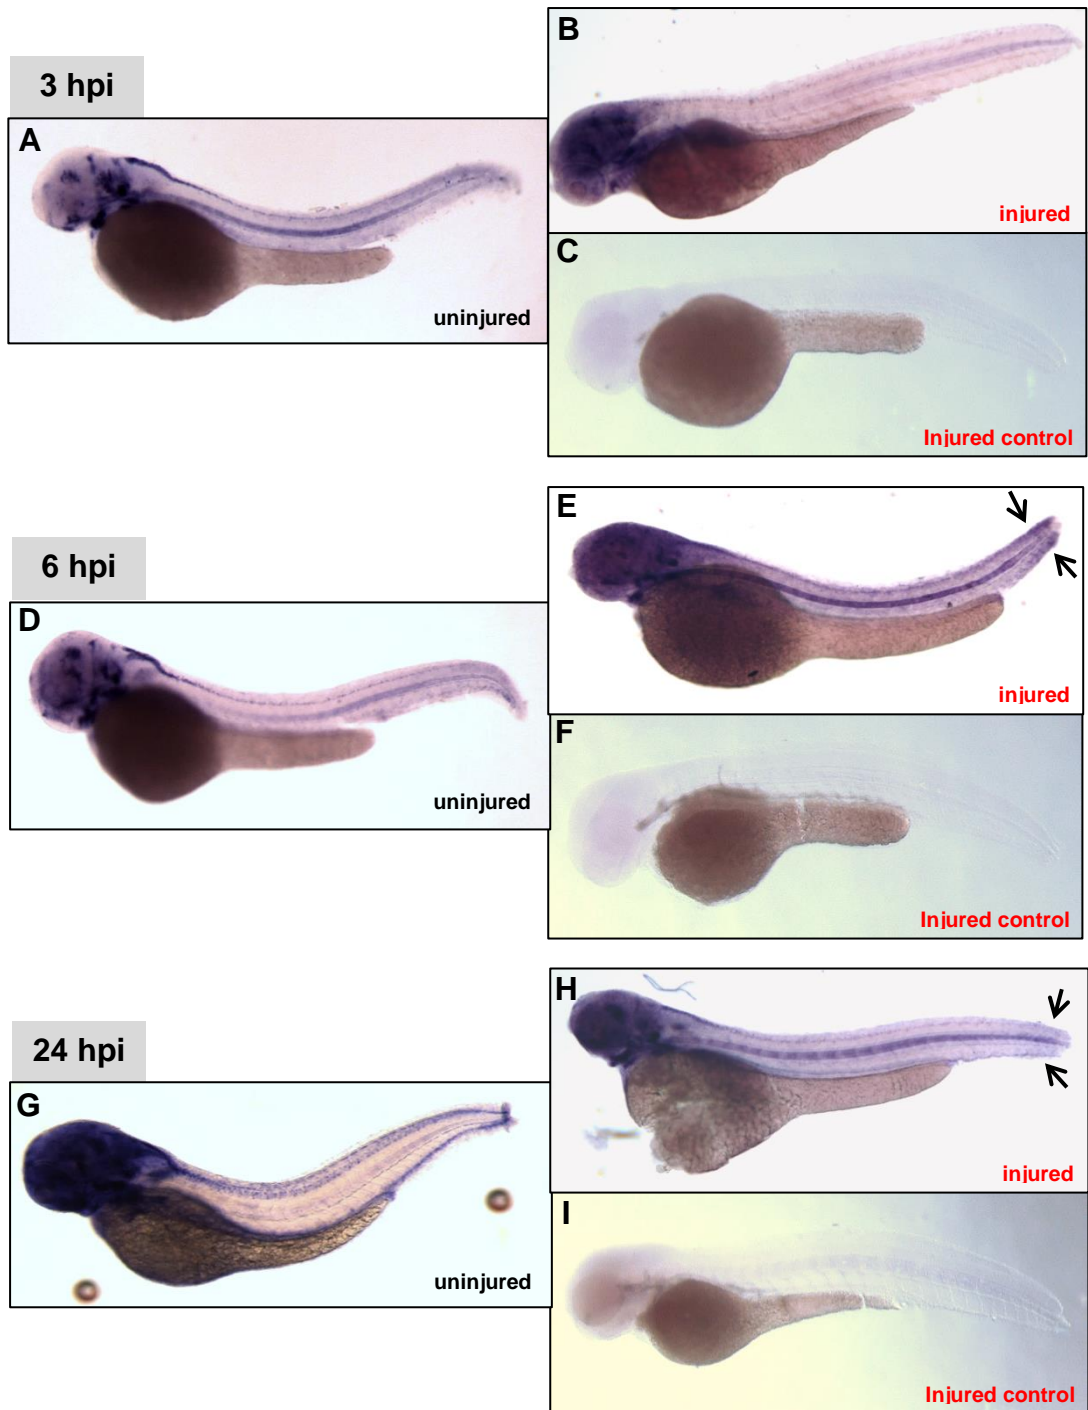 3 hpi
A
uninjured
B
injured
C
Injured control
6 hpi
D
uninjured
E
injured
F
Injured control
24 hpi
G
uninjured
H
injured
I
Injured control